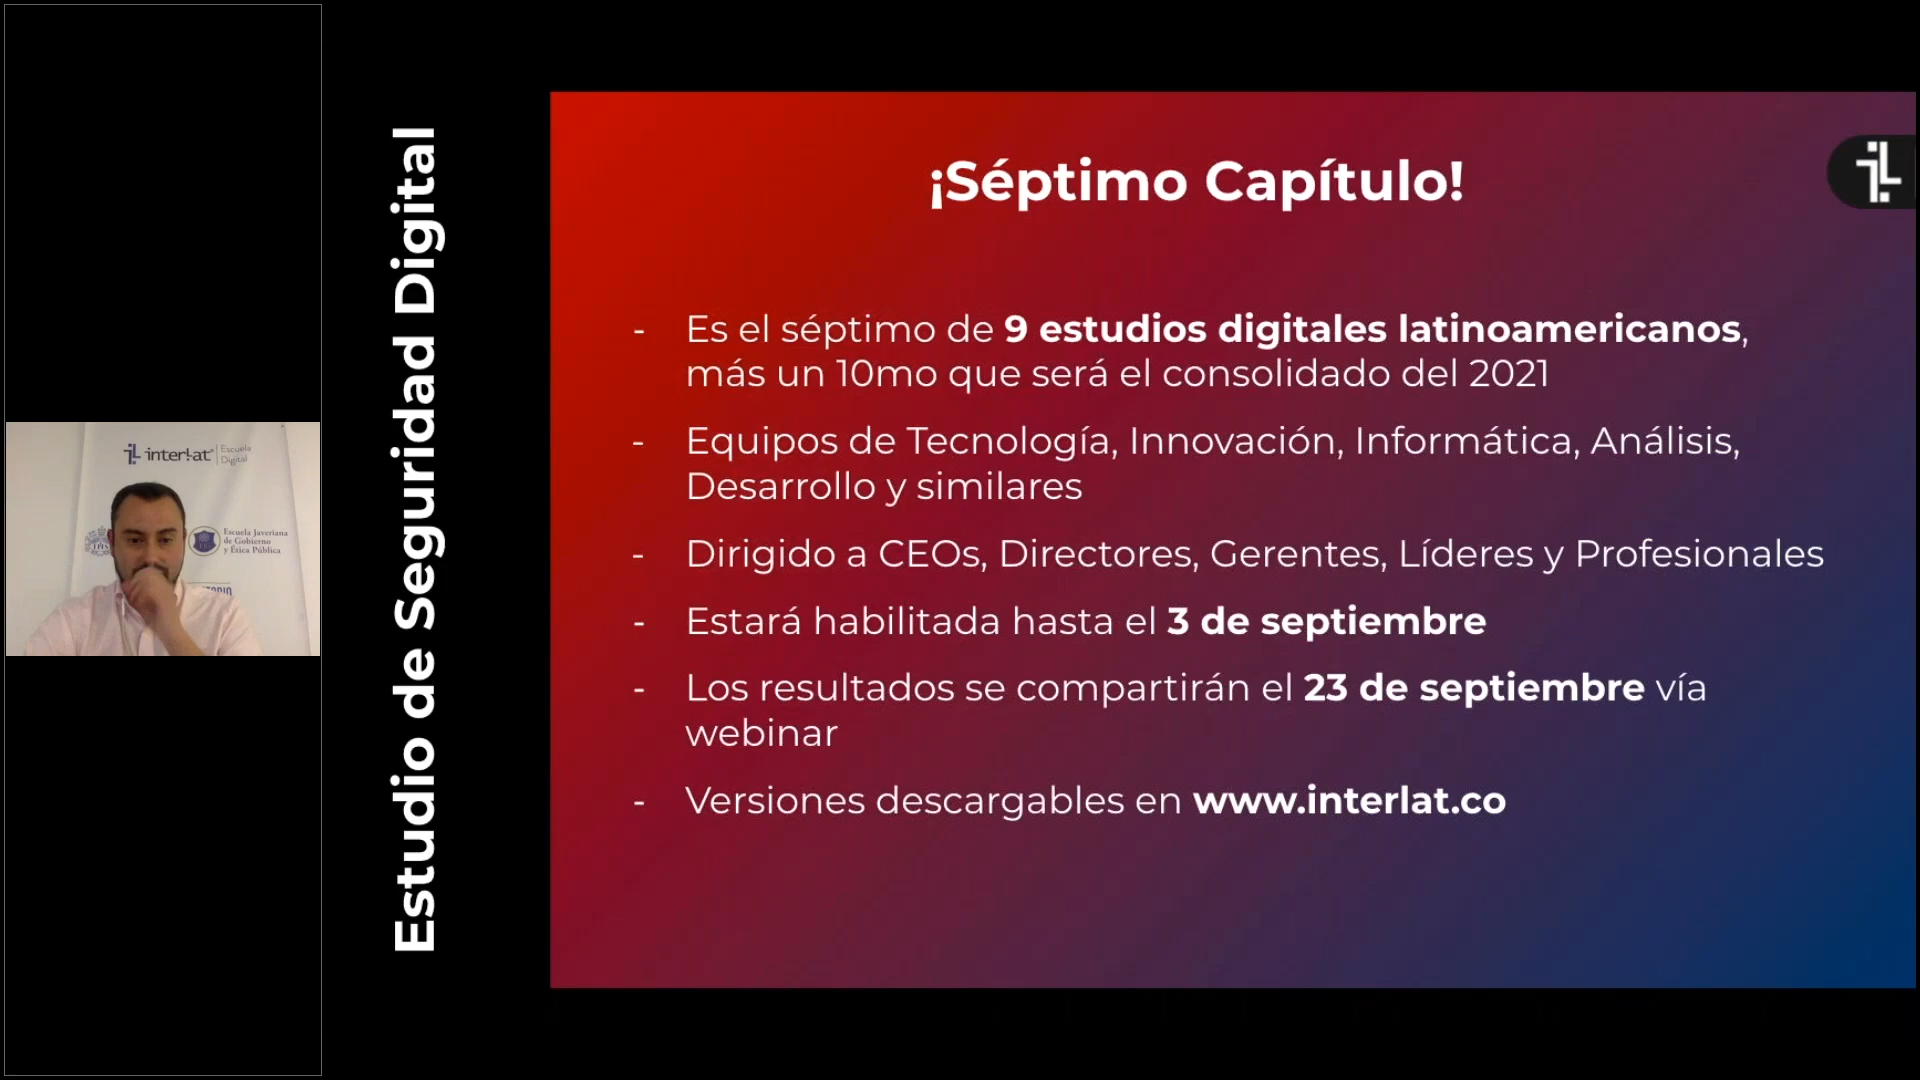 interlat
Escuela
Digital
Escuela Javeriana
de Gobierno
y Ética Pública
Estudio de Seguridad Digital
¡Séptimo Capítulo!
- Es el séptimo de 9 estudios digitales latinoamericanos,
más un 10mo que será el consolidado del 2021
- Equipos de Tecnología, Innovación, Informática, Análisis,
Desarrollo y similares
- Dirigido a CEOs, Directores, Gerentes, Líderes y Profesionales
- Estará habilitada hasta el 3 de septiembre
- Los resultados se compartirán el 23 de septiembre vía
webinar
- Versiones descargables en www.interlat.co